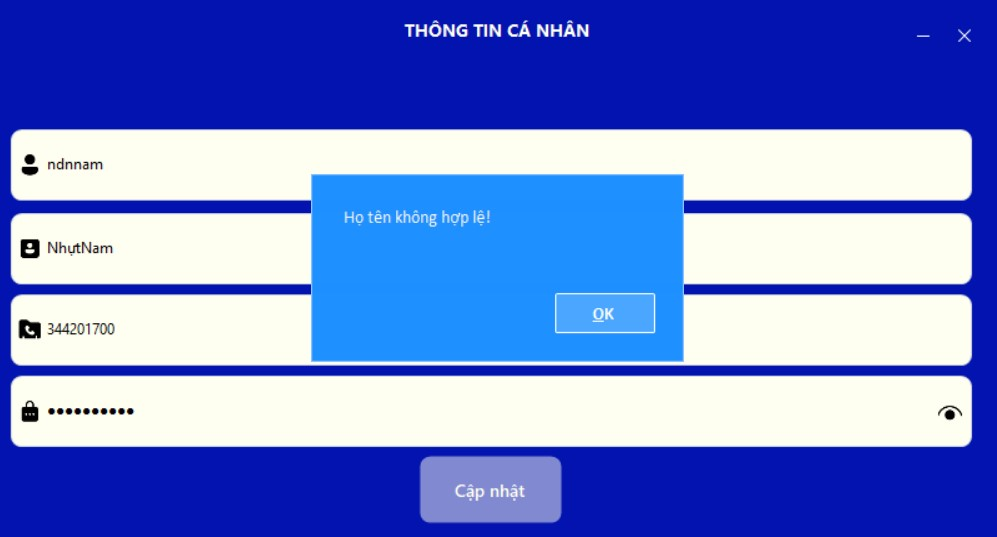 THÔNG TIN CÁ NHÂN
ndnnam
Họ tên không hợp lệ!
NhựtNam
OK
344201700
Cập nhật